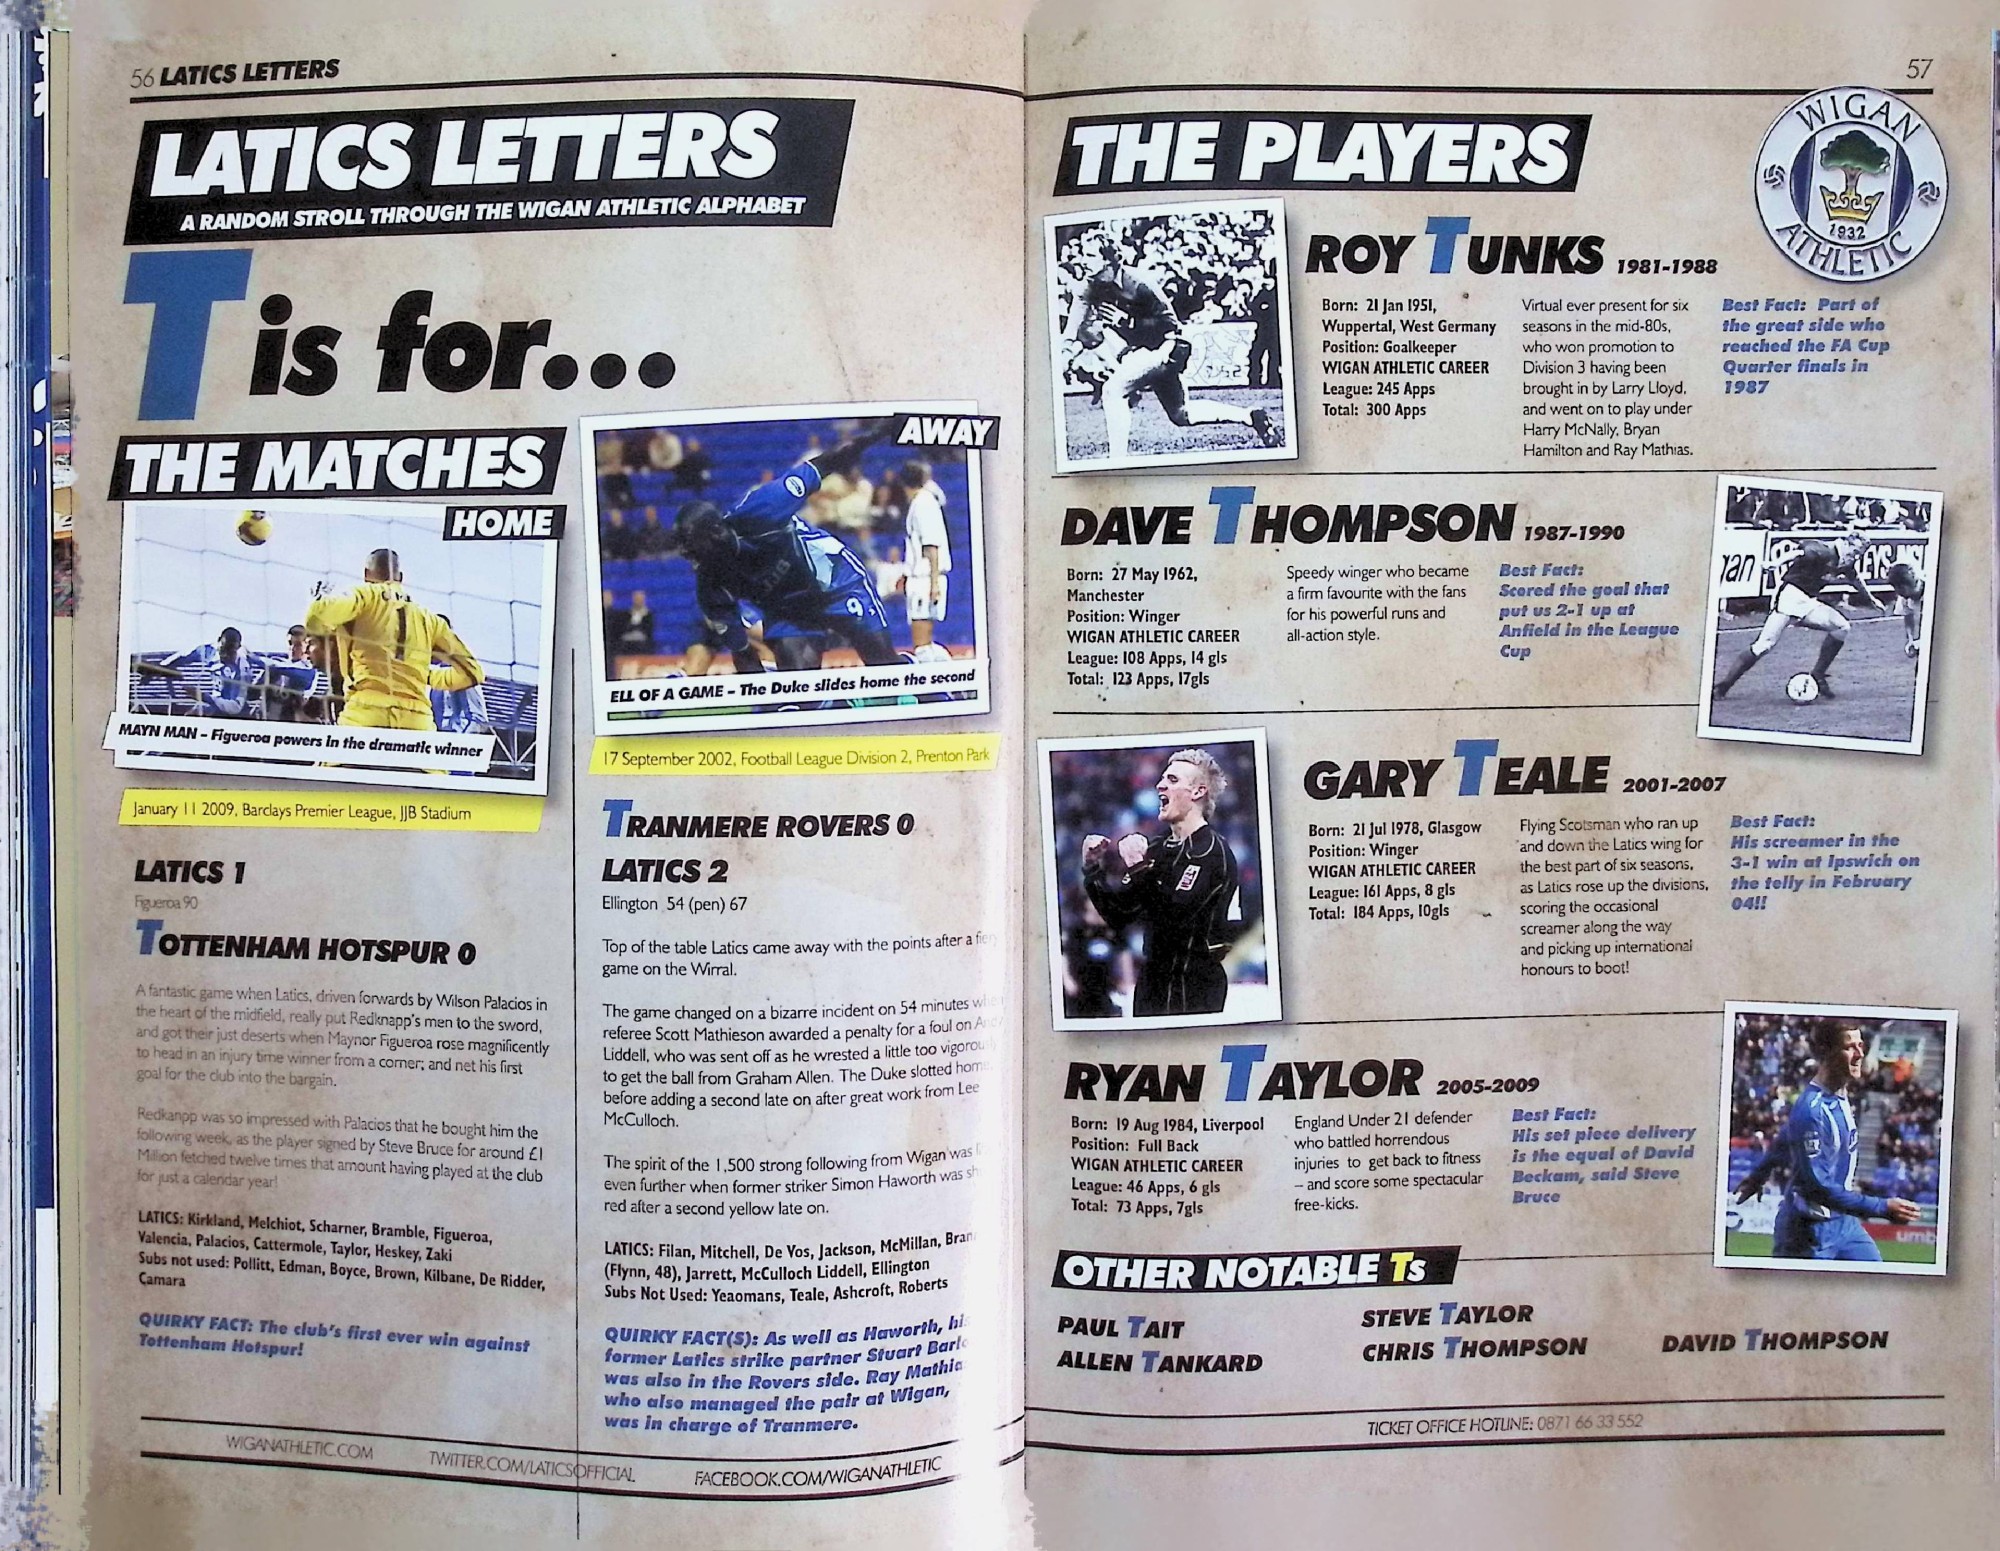 56 LATICS LETTERS
LATICS LETTERS
A RANDOM STROLL THROUGH THE WIGAN ATHLETIC ALPHABET
T is for...
THE MATCHES
HOME
MAYN MAN – Figueroa powers in the dramatic winner
January 11 2009, Barclays Premier League, JJB Stadium
LATICS 1
Figueroa 90
TOTTENHAM HOTSPUR 0
A fantastic game when Latics, driven forwards by Wilson Palacios in
the heart of the midfield, really put Redknapp's men to the sword,
and got their just deserts when Maynor Figueroa rose magnificently
to head in an injury time winner from a corner; and net his first
goal for the club into the bargain.
Redkanpp was so impressed with Palacios that he bought him the
following week, as the player signed by Steve Bruce for around £1
Million fetched twelve times that amount having played at the club
for just a calendar year!
LATICS: Kirkland, Melchiot, Scharner, Bramble, Figueroa,
Valencia, Palacios, Cattermole, Taylor, Heskey, Zaki
Subs not used: Pollitt, Edman, Boyce, Brown, Kilbane, De Ridder,
Camara
QUIRKY FACT: The club's first ever win against
Tottenham Hotspur!
AWAY
9
ELL OF A GAME – The Duke slides home the second
17 September 2002, Football League Division 2, Prenton Park
TRANMERE ROVERS 0
LATICS 2
Ellington 54 (pen) 67
Top of the table Latics came away with the points after a
game on the Wirral.
The game changed on a bizarre incident on 54 minutes
referee Scott Mathieson awarded a penalty for a foul on
Liddell, who was sent off as he wrested a little too
to get the ball from Graham Allen. The Duke slotted
before adding a second late on after great work from Lee
McCulloch.
The spirit of the 1,500 strong following from Wigan was
even further when former striker Simon Haworth was
red after a second yellow late on.
LATICS: Filan, Mitchell, De Vos, Jackson, McMillan,
(Flynn, 48), Jarrett, McCulloch Liddell, Ellington
Subs Not Used: Yeaomans, Teale, Ashcroft, Roberts
QUIRKY FACT(S): As well as Haworth,
former Latics strike partner Stuart
was also in the Rovers side. Ray
who also managed the pair at Wigan,
was in charge of Tranmere.
WIGANATHLETIC.COM TWITTER.COM/LATICSOFFICIAL FACEBOOK.COM/WIGANATHLETIC
57
THE PLAYERS
WIGAN
1932
ATHLETIC
ROY TUNKS 1981-1988
Born: 21 Jan 1951,
Wuppertal, West Germany
Position: Goalkeeper
WIGAN ATHLETIC CAREER
League: 245 Apps
Total: 300 Apps
Virtual ever present for six
seasons in the mid-80s,
who won promotion to
Division 3 having been
brought in by Larry Lloyd,
and went on to play under
Harry McNally, Bryan
Hamilton and Ray Mathias.
Best Fact: Part of
the great side who
reached the FA Cup
Quarter finals in
1987
DAVE THOMPSON 1987-1990
Born: 27 May 1962,
Manchester
Position: Winger
WIGAN ATHLETIC CAREER
League: 108 Apps, 14 gls
Total: 123 Apps, 17gls
Speedy winger who became
a firm favourite with the fans
for his powerful runs and
all-action style.
Best Fact:
Scored the goal that
put us 2-1 up at
Anfield in the League
Cup
GARY TEALE 2001-2007
Born: 21 Jul 1978, Glasgow
Position: Winger
WIGAN ATHLETIC CAREER
League: 161 Apps, 8 gls
Total: 184 Apps, 10gls
Flying Scotsman who ran up
and down the Latics wing for
the best part of six seasons,
as Latics rose up the divisions,
scoring the occasional
screamer along the way
and picking up international
honours to boot!
Best Fact:
His screamer in the
3-1 win at Ipswich on
the telly in February
04!!
RYAN TAYLOR 2005-2009
Born: 19 Aug 1984, Liverpool
Position: Full Back
WIGAN ATHLETIC CAREER
League: 46 Apps, 6 gls
Total: 73 Apps, 7gls
England Under 21 defender
who battled horrendous
injuries to get back to fitness
– and score some spectacular
free-kicks.
Best Fact:
His set piece delivery
is the equal of David
Beckam, said Steve
Bruce
OTHER NOTABLE Ts
PAUL TAIT
ALLEN TANKARD
STEVE TAYLOR
CHRIS THOMPSON
DAVID THOMPSON
TICKET OFFICE HOTLINE: 0871 66 33 552